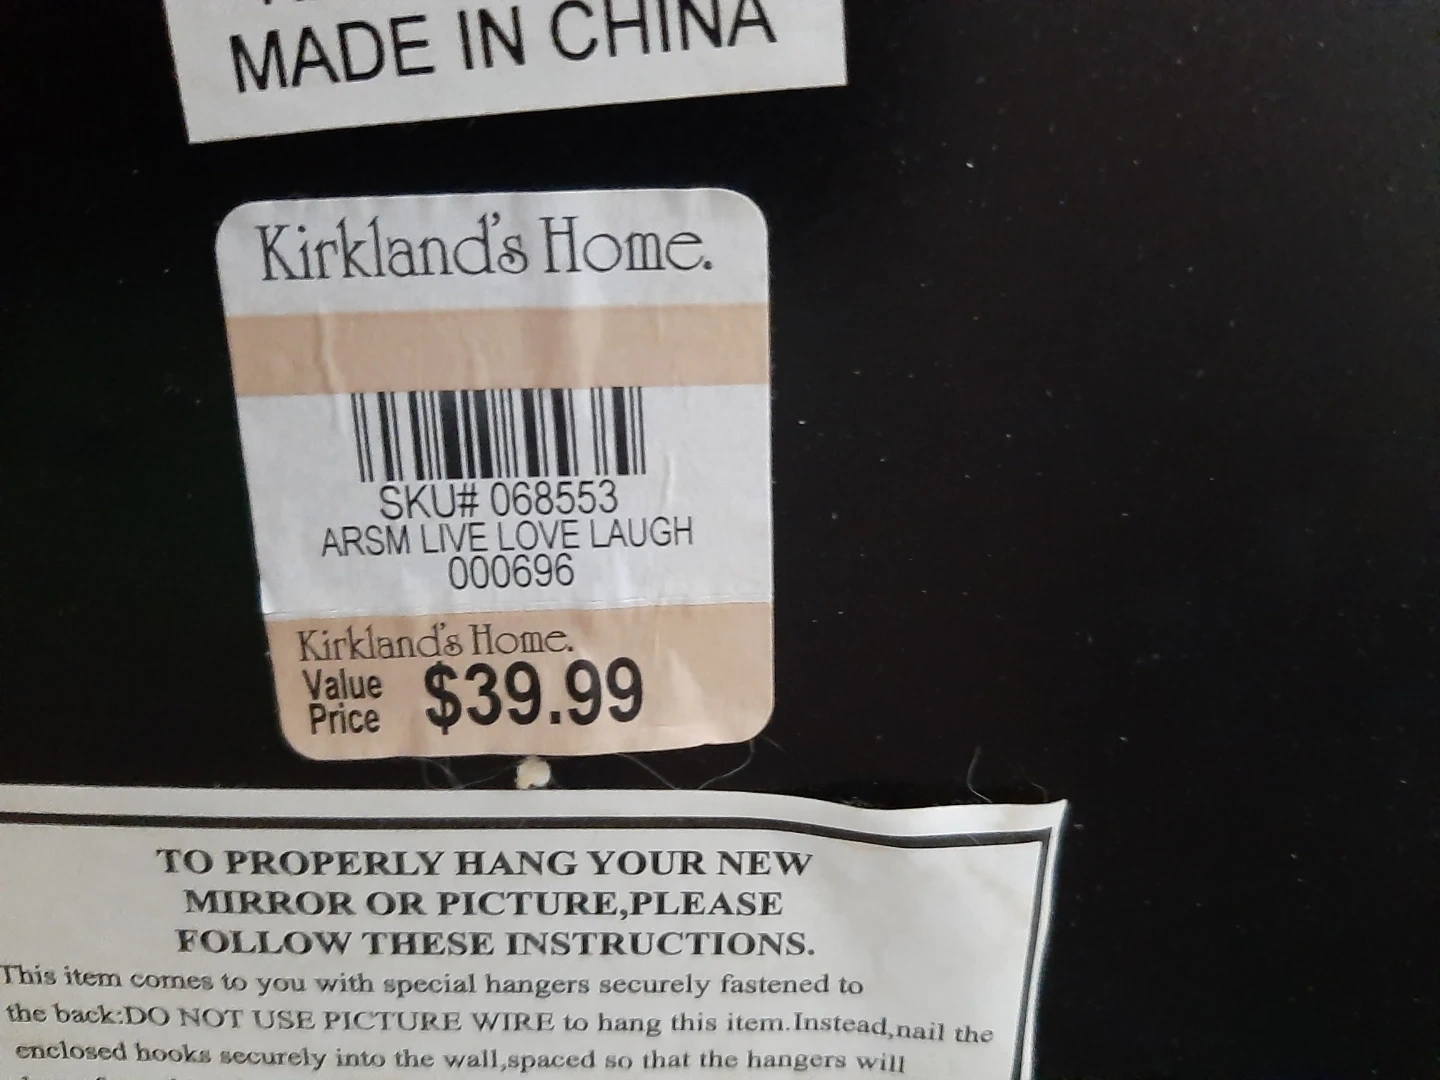 MADE IN CHINA
Kirkland's Home.
SKU# 068553
ARSM LIVE LOVE LAUGH
000696
Kirkland's Home.
Value
Price $39.99
TO PROPERLY HANG YOUR NEW
MIRROR OR PICTURE,PLEASE
FOLLOW THESE INSTRUCTIONS.
This item comes to you with special hangers securely fastened to
the back:DO NOT USE PICTURE WIRE to hang this item.Instead,nail the
enclosed hooks securely into the wall,spaced so that the hangers will